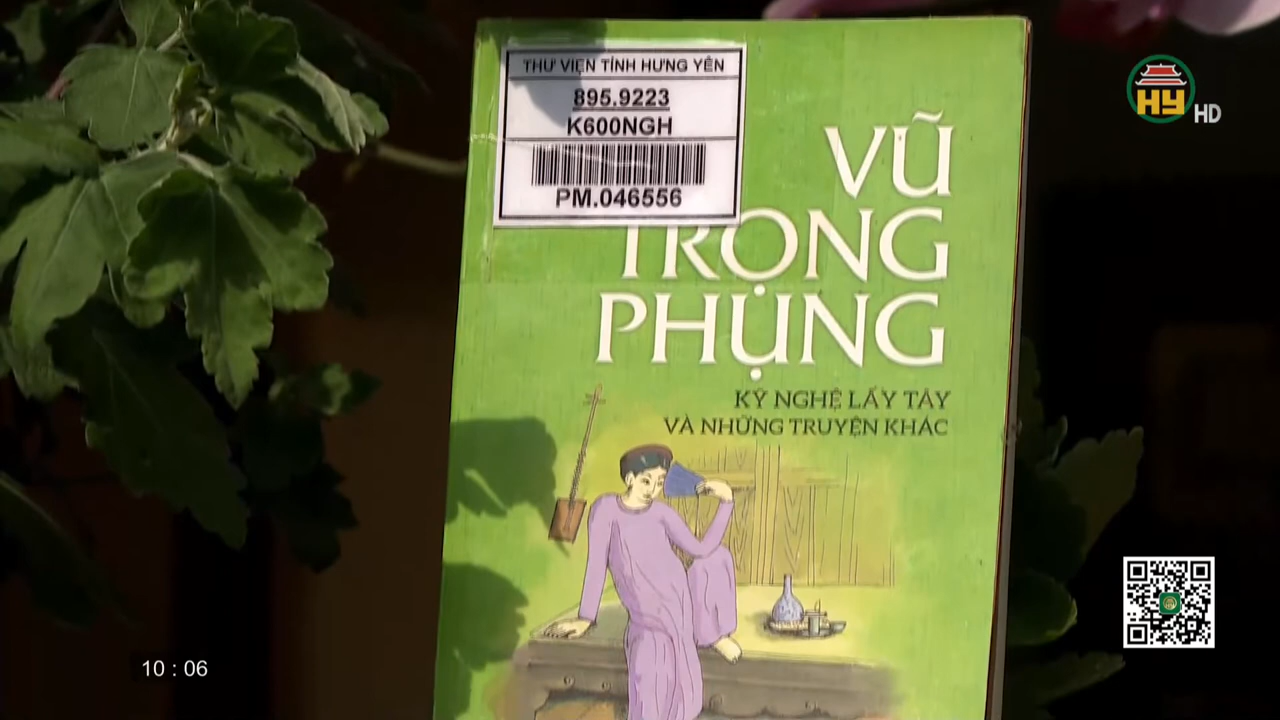 THƯ VIỆN TỈNH HƯNG YÊN
895.9223
K600NGH
PM.046556
VŨ
TRỌNG
PHỤNG
KỸ NGHỆ LẤY TÂY
VÀ NHỮNG TRUYỆN KHÁC
HY HD
10 : 06